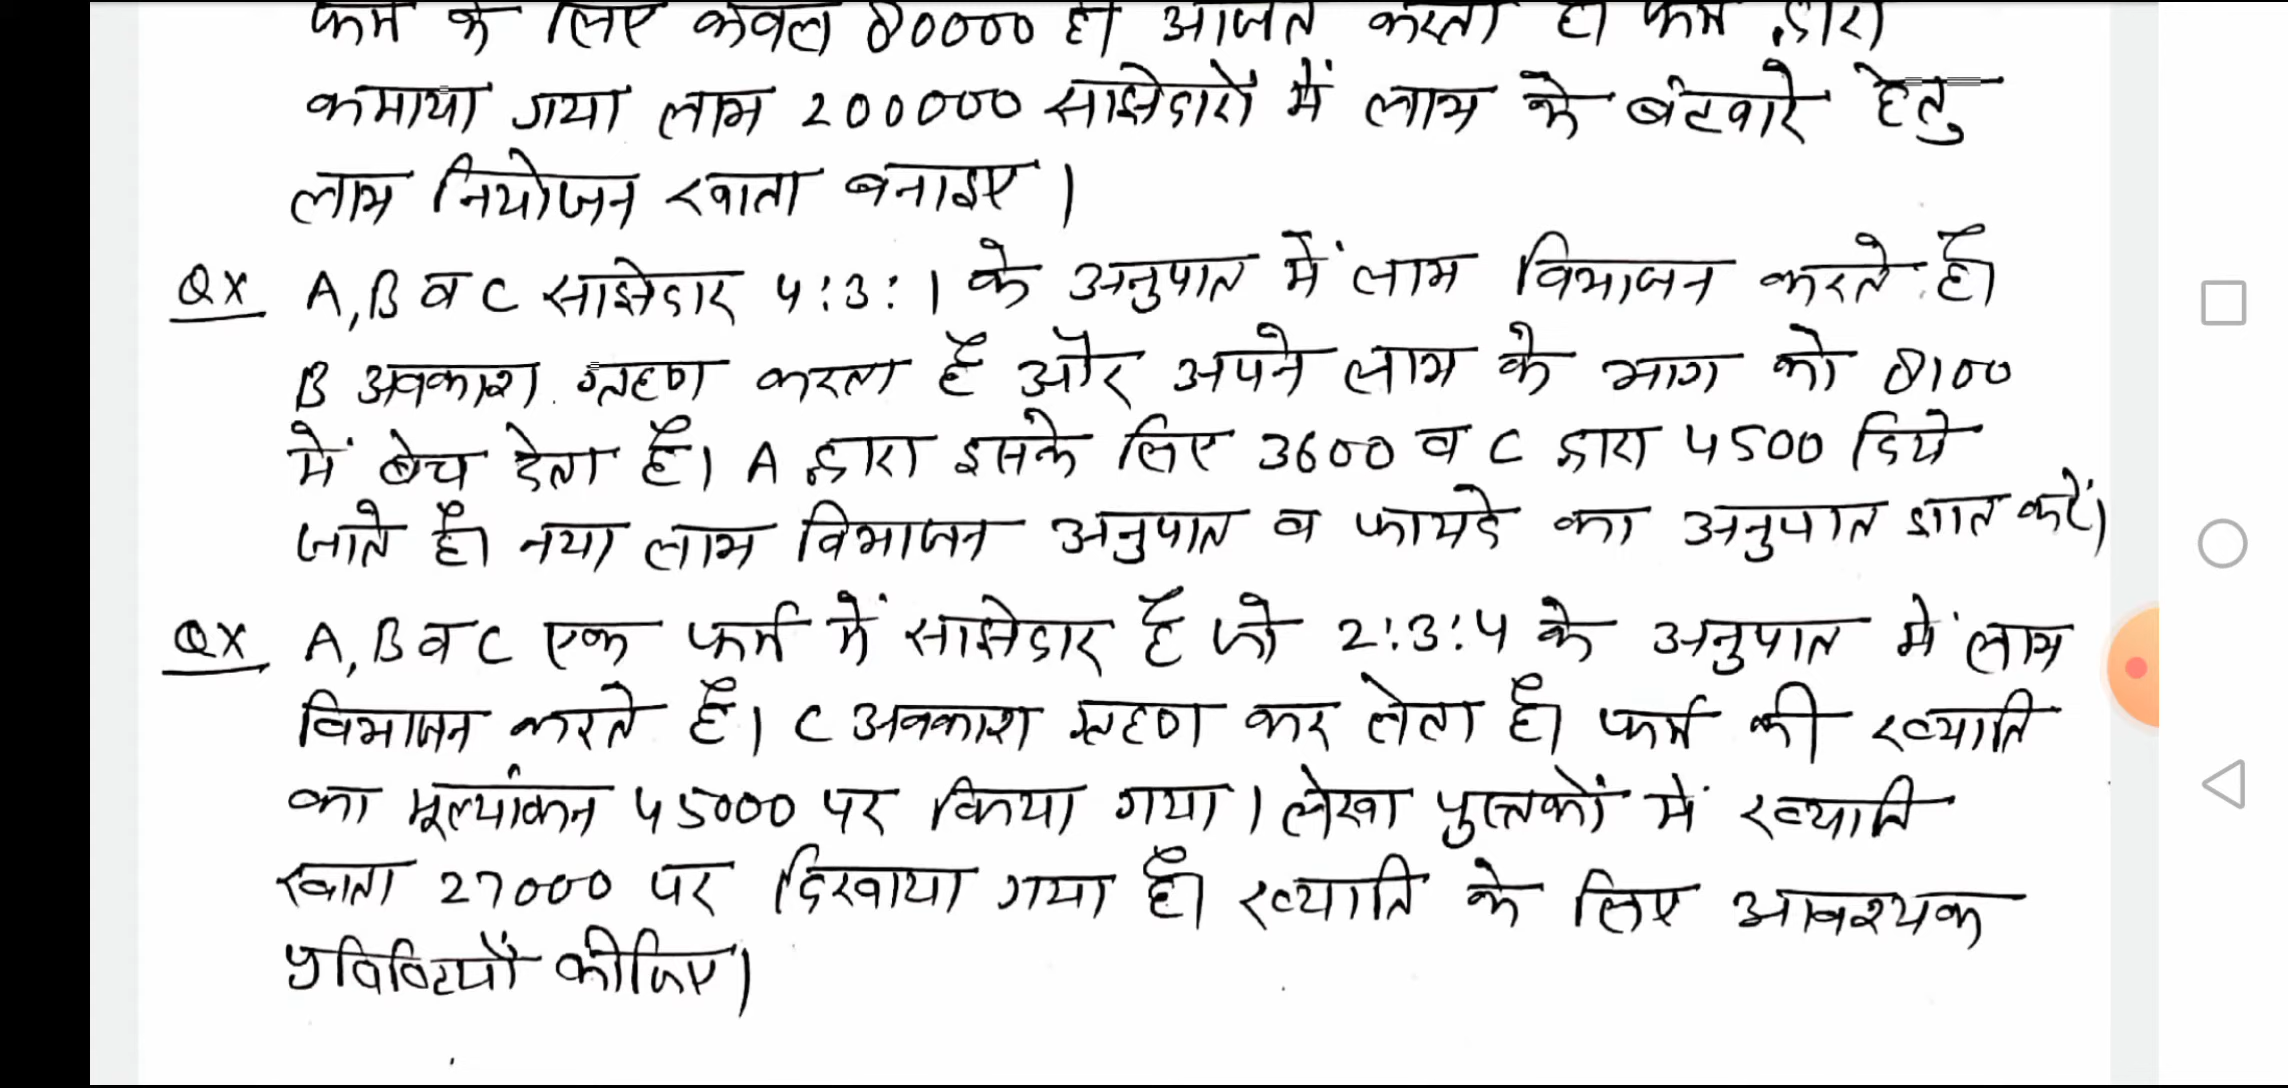 फर्म के लिए केवल 80000 ही अर्जित करता है। फर्म द्वारा
कमाया गया लाभ 200000 साझेदारों में लाभ के बंटवारे हेतु
लाभ नियोजन खाता बनाइए।
QX A, B व C साझेदार 4:3:1 के अनुपात में लाभ विभाजन करते है।
B अवकाश ग्रहण करता है और अपने लाभ के भाग को 8100
में बेच देता है। A द्वारा इसके लिए 3600 व C द्वारा 4500 दिये
जाते है। नया लाभ विभाजन अनुपात व फायदे का अनुपात ज्ञात करें।
QX A, B व C एक फर्म में साझेदार है जो 2:3:4 के अनुपात में लाभ
विभाजन करते है। C अवकाश ग्रहण कर लेता है। फर्म की ख्याति
का मूल्यांकन 45000 पर किया गया। लेखा पुस्तकों में ख्याति
खाता 27000 पर दिखाया गया है। ख्याति के लिए आवश्यक
प्रविष्टियाँ कीजिए।